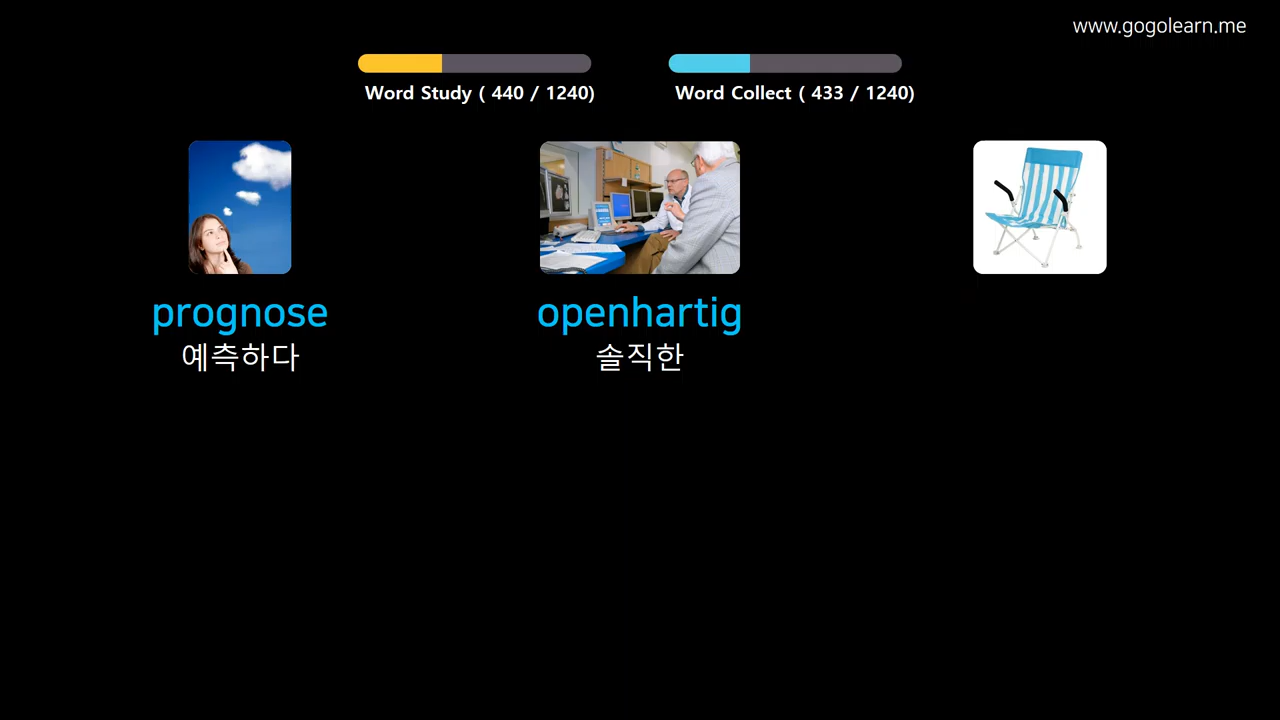 www.gogolearn.me
Word Study ( 440 / 1240)
Word Collect ( 433 / 1240)
prognose
예측하다
openhartig
솔직한